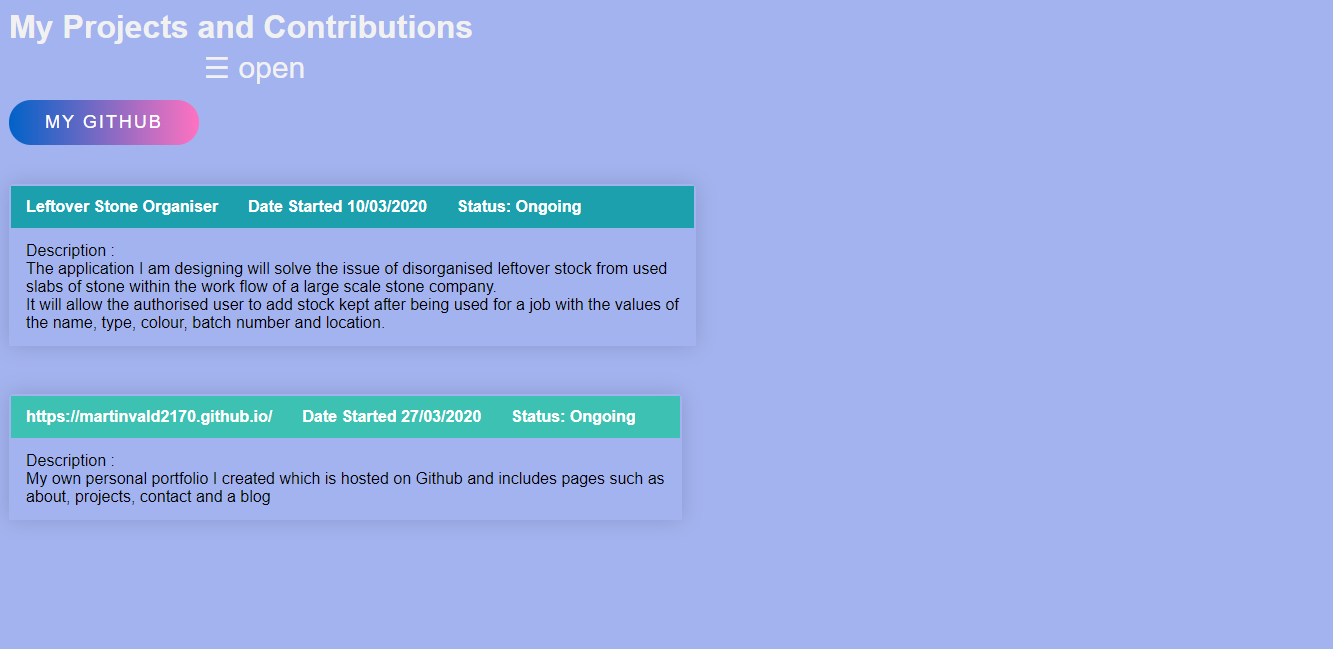 My Projects and Contributions
☰ open
MY GITHUB
Leftover Stone Organiser Date Started 10/03/2020 Status: Ongoing
Description :
The application I am designing will solve the issue of disorganised leftover stock from used
slabs of stone within the work flow of a large scale stone company.
It will allow the authorised user to add stock kept after being used for a job with the values of
the name, type, colour, batch number and location.
https://martinvald2170.github.io/ Date Started 27/03/2020 Status: Ongoing
Description :
My own personal portfolio I created which is hosted on Github and includes pages such as
about, projects, contact and a blog